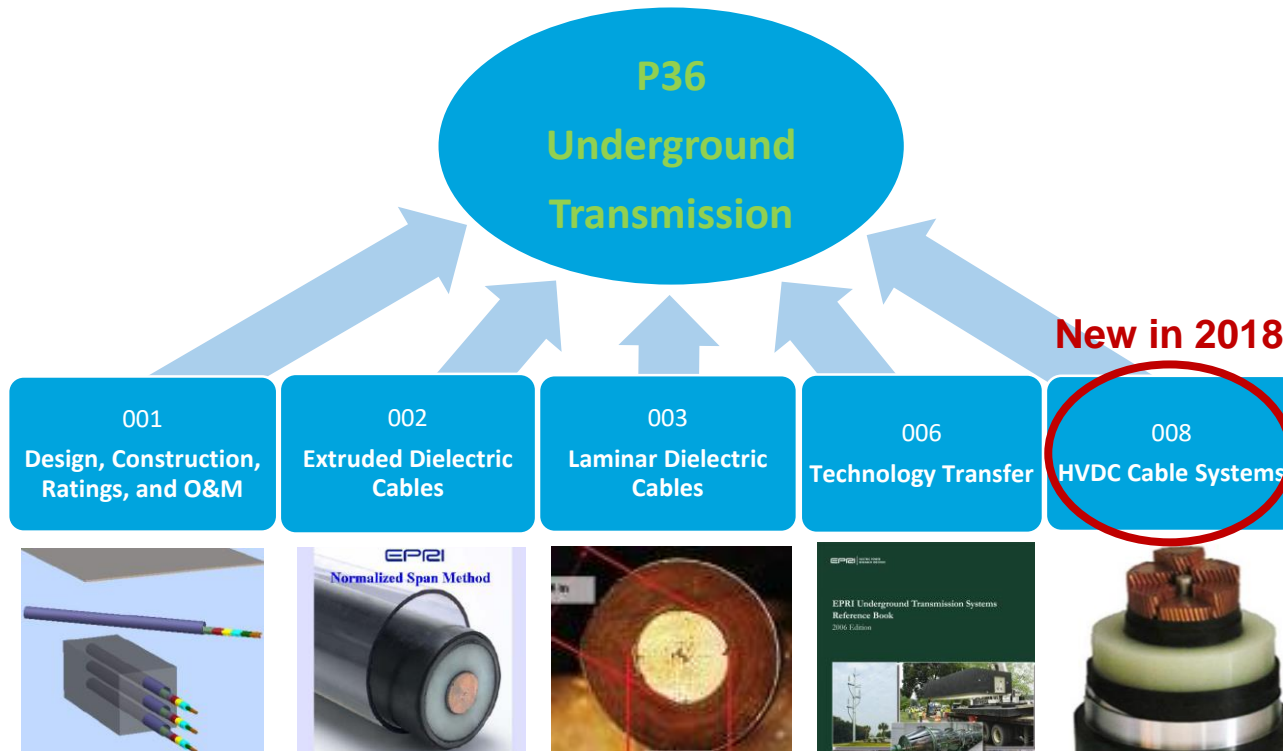 P36
Underground
Transmission
New in 2018
001
Design, Construction,
Ratings, and O&M
002
Extruded Dielectric
Cables
003
Laminar Dielectric
Cables
006
Technology Transfer
008
HVDC Cable Systems
EPRI
Normalized Span Method
EPRI
EPRI Underground Transmission Systems
Reference Book
2006 Edition